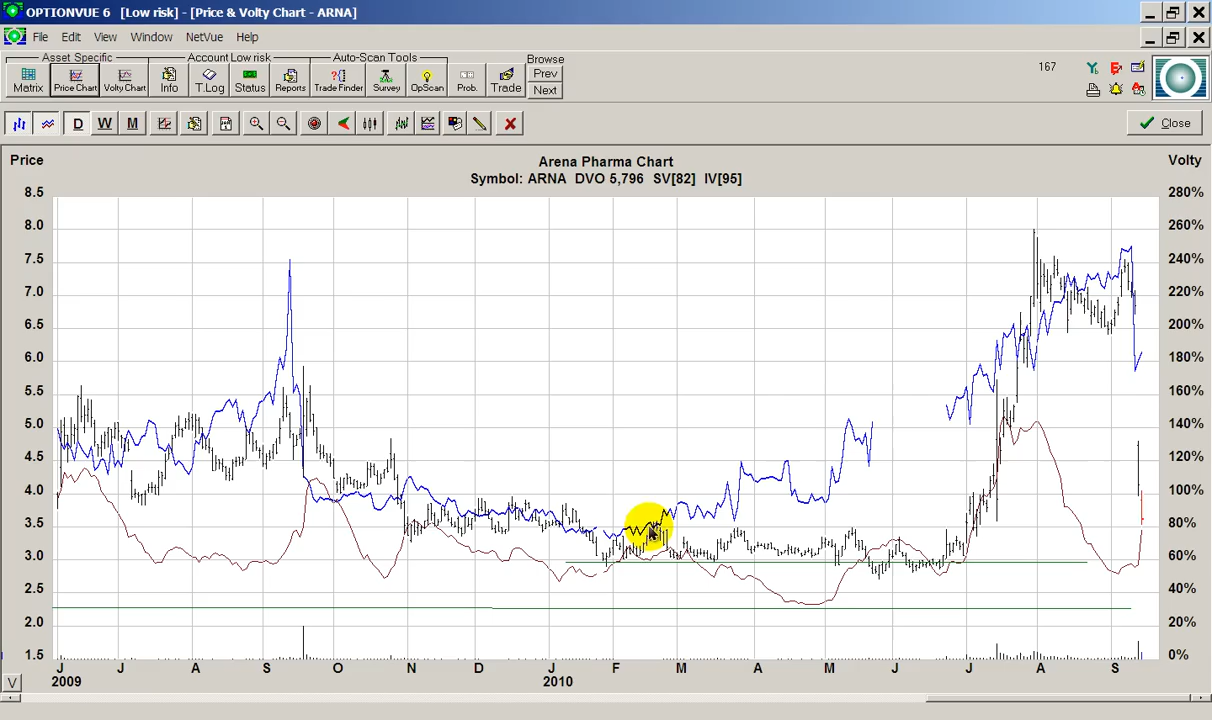 OPTIONVUE 6 [Low risk] - [Price & Volty Chart - ARNA]
File Edit View Window NetVue Help
Asset Specific Account Low risk Auto-Scan Tools Browse
Matrix Price Chart Volty Chart Info T.Log Status Reports Trade Finder Survey OpScan Prob. Trade Prev
Next
167
D W M Close
Price Arena Pharma Chart Volty
Symbol: ARNA DVO 5,796 SV[82] IV[95]
8.5 280%
8.0 260%
7.5 240%
7.0 220%
6.5 200%
6.0 180%
5.5 160%
5.0 140%
4.5 120%
4.0 100%
3.5 80%
3.0 60%
2.5 40%
2.0 20%
1.5 0%
J J A S O N D J F M A M J J A S
2009 2010
V